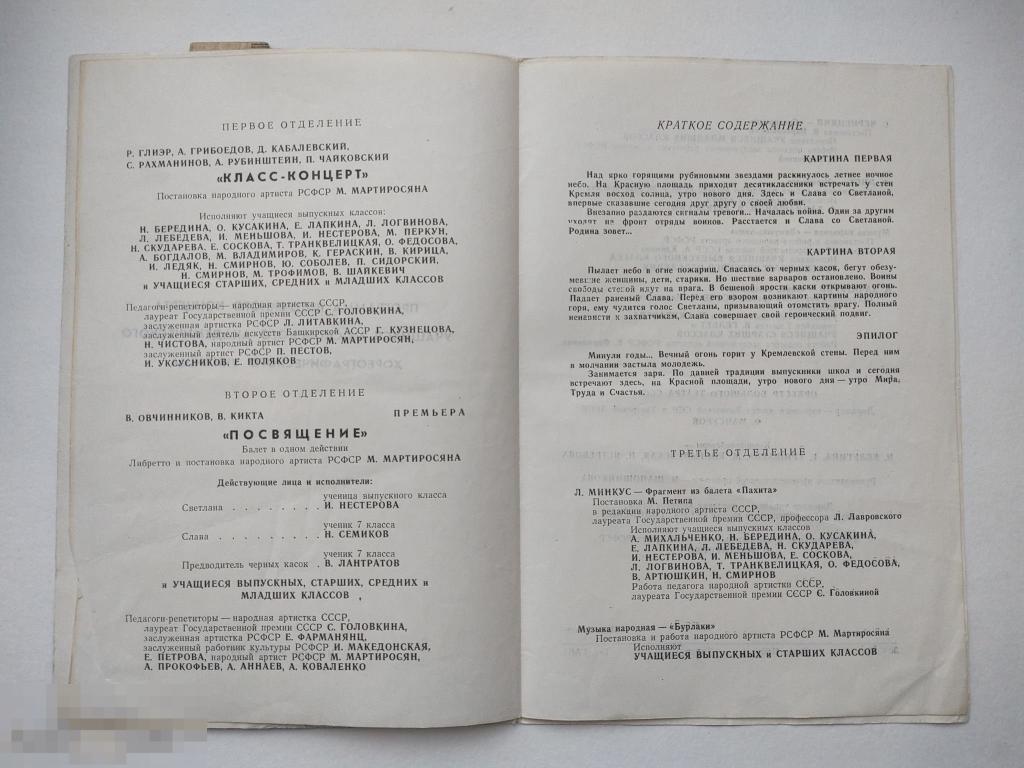 ПЕРВОЕ ОТДЕЛЕНИЕ
Р. ГЛИЭР, А. ГРИБОЕДОВ, Д. КАБАЛЕВСКИЙ,
С. РАХМАНИНОВ, А. РУБИНШТЕЙН, П. ЧАЙКОВСКИЙ
«КЛАСС-КОНЦЕРТ»
Постановка народного артиста РСФСР М. МАРТИРОСЯНА
Исполняют учащиеся выпускных классов:
Н. БЕРЕДИНА, О. КУСАКИНА, Е. ЛАПКИНА, Л. ЛОГВИНОВА,
Л. ЛЕБЕДЕВА, И. МЕНЬШОВА, И. НЕСТЕРОВА, М. ПЕРКУН,
Н. СКУДАРЕВА, Е. СОСКОВА, Т. ТРАНКВЕЛИЦКАЯ, О. ФЕДОСОВА,
А. БОГДАЛОВ, М. ВЛАДИМИРОВ, К. ГЕРАСКИН, В. КИРИЦА,
И. ЛЕДЯК, Н. СМИРНОВ, Ю. СОБОЛЕВ, П. СИДОРСКИЙ,
Н. СМИРНОВ, М. ТРОФИМОВ, В. ШАЙКЕВИЧ
и УЧАЩИЕСЯ СТАРШИХ, СРЕДНИХ и МЛАДШИХ КЛАССОВ
Педагоги-репетиторы — народная артистка СССР,
лауреат Государственной премии СССР С. ГОЛОВКИНА,
заслуженная артистка РСФСР Л. ЛИТАВКИНА,
заслуженный деятель искусств Башкирской АССР Г. КУЗНЕЦОВА,
Н. ЧИСТОВА, народный артист РСФСР М. МАРТИРОСЯН,
заслуженный артист РСФСР П. ПЕСТОВ,
И. УКСУСНИКОВ, Е. ПОЛЯКОВ
ВТОРОЕ ОТДЕЛЕНИЕ
В. ОВЧИННИКОВ, В. КИКТА ПРЕМЬЕРА
«ПОСВЯЩЕНИЕ»
Балет в одном действии
Либретто и постановка народного артиста РСФСР М. МАРТИРОСЯНА
Действующие лица и исполнители:
ученица выпускного класса
Светлана . . . . . . . . И. НЕСТЕРОВА
ученик 7 класса
Слава . . . . . . . . . Н. СЕМИКОВ
ученик 7 класса
Предводитель черных касок . В. ЛАНТРАТОВ
и УЧАЩИЕСЯ ВЫПУСКНЫХ, СТАРШИХ, СРЕДНИХ и
МЛАДШИХ КЛАССОВ
Педагоги-репетиторы — народная артистка СССР,
лауреат Государственной премии СССР С. ГОЛОВКИНА,
заслуженная артистка РСФСР Е. ФАРМАНЯНЦ,
заслуженный работник культуры РСФСР И. МАКЕДОНСКАЯ,
Е. ПЕТРОВА, народный артист РСФСР М. МАРТИРОСЯН,
А. ПРОКОФЬЕВ, А. АННАЕВ, А. КОВАЛЕНКО
КРАТКОЕ СОДЕРЖАНИЕ
КАРТИНА ПЕРВАЯ
Над ярко горящими рубиновыми звездами раскинулось летнее ночное
небо. На Красную площадь приходят десятиклассники встречать у стен
Кремля восход солнца, утро нового дня. Здесь и Слава со Светланой,
впервые сказавшие сегодня друг другу о своей любви.
Внезапно раздаются сигналы тревоги... Началась война. Один за другим
уходят на фронт отряды воинов. Расстается и Слава со Светланой.
Родина зовет...
КАРТИНА ВТОРАЯ
Пылает небо в огне пожарищ. Спасаясь от черных касок, бегут обезу-
мевшие женщины, дети, старики. Но шествие варваров остановлено. Воины
свободы стеной идут на врага. В бешеной ярости каски открывают огонь.
Падает раненый Слава. Перед его взором возникают картины народного
горя, ему чудится голос Светланы, призывающий отомстить врагу. Полный
ненависти к захватчикам, Слава совершает свой героический подвиг.
ЭПИЛОГ
Минули годы... Вечный огонь горит у Кремлевской стены. Перед ним
в молчании застыла молодежь.
Занимается заря. По давней традиции выпускники школ и сегодня
встречают здесь, на Красной площади, утро нового дня — утро Мира,
Труда и Счастья.
ТРЕТЬЕ ОТДЕЛЕНИЕ
Л. МИНКУС — Фрагмент из балета «Пахита»
Постановка М. Петипа
в редакции народного артиста СССР,
лауреата Государственной премии СССР, профессора Л. Лавровского
Исполняют учащиеся выпускных классов
А. МИХАЛЬЧЕНКО, Н. БЕРЕДИНА, О. КУСАКИНА,
Е. ЛАПКИНА, Л. ЛЕБЕДЕВА, Н. СКУДАРЕВА,
И. НЕСТЕРОВА, И. МЕНЬШОВА, Е. СОСКОВА,
Л. ЛОГВИНОВА, Т. ТРАНКВЕЛИЦКАЯ, О. ФЕДОСОВА,
В. АРТЮШКИН, Н. СМИРНОВ
Работа педагога народной артистки СССР,
лауреата Государственной премии СССР С. Головкиной
Музыка народная — «Бурлаки»
Постановка и работа народного артиста РСФСР М. Мартиросяна
Исполняют
УЧАЩИЕСЯ ВЫПУСКНЫХ и СТАРШИХ КЛАССОВ